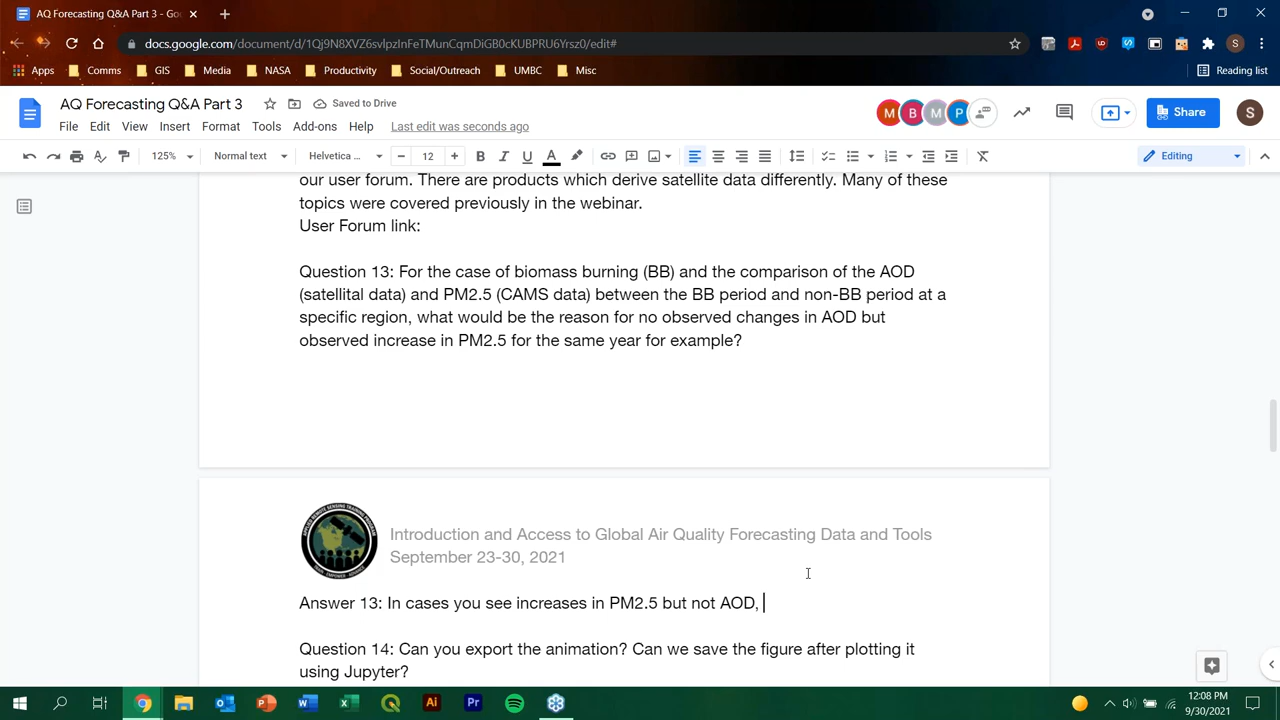 AQ Forecasting Q&A Part 3 - Goo
docs.google.com/document/d/1Qj9N8XVZ6svlpzInFeTMunCqmDiGB0cKUBPRU6Yrsz0/edit#
Apps Comms GIS Media NASA Productivity Social/Outreach UMBC Misc Reading list
AQ Forecasting Q&A Part 3 Saved to Drive
File Edit View Insert Format Tools Add-ons Help Last edit was seconds ago
M B M P Share S
125% Normal text Helvetica ... 12 B I U A Editing
our user forum. There are products which derive satellite data differently. Many of these
topics were covered previously in the webinar.
User Forum link:
Question 13: For the case of biomass burning (BB) and the comparison of the AOD
(satellital data) and PM2.5 (CAMS data) between the BB period and non-BB period at a
specific region, what would be the reason for no observed changes in AOD but
observed increase in PM2.5 for the same year for example?
Introduction and Access to Global Air Quality Forecasting Data and Tools
September 23-30, 2021
Answer 13: In cases you see increases in PM2.5 but not AOD,
Question 14: Can you export the animation? Can we save the figure after plotting it
using Jupyter?
12:08 PM
9/30/2021